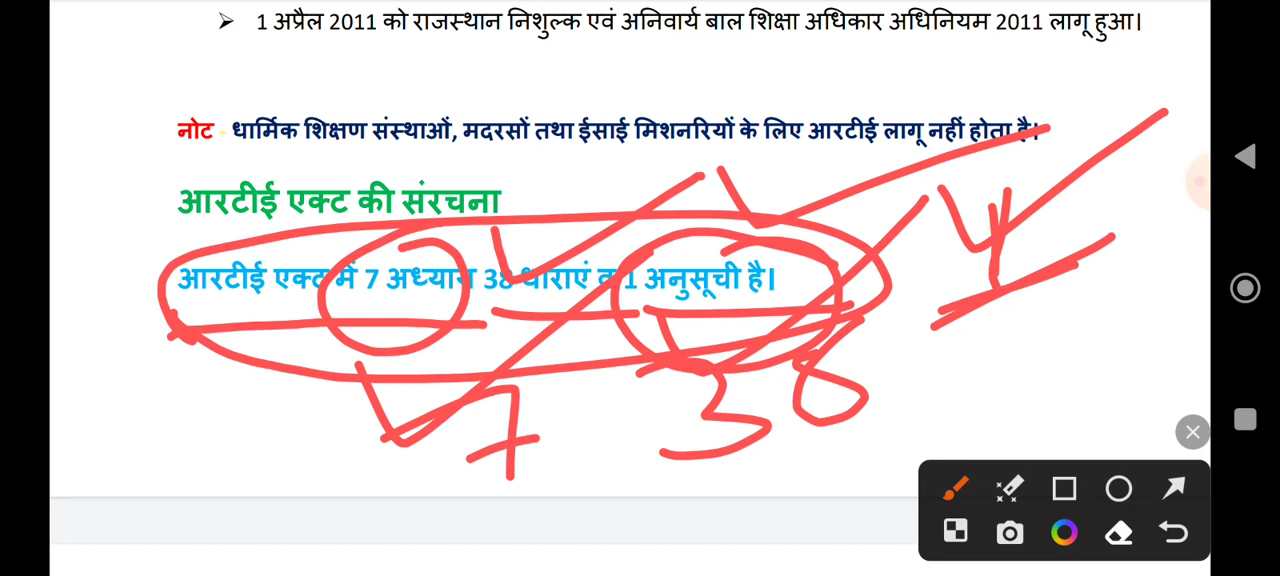 ➢ 1 अप्रैल 2011 को राजस्थान निशुल्क एवं अनिवार्य बाल शिक्षा अधिकार अधिनियम 2011 लागू हुआ।
नोट - धार्मिक शिक्षण संस्थाओं, मदरसों तथा ईसाई मिशनरियों के लिए आरटीई लागू नहीं होता है।
आरटीई एक्ट की संरचना
आरटीई एक्ट में 7 अध्याय 38 धाराएं व 1 अनुसूची है।
7 38